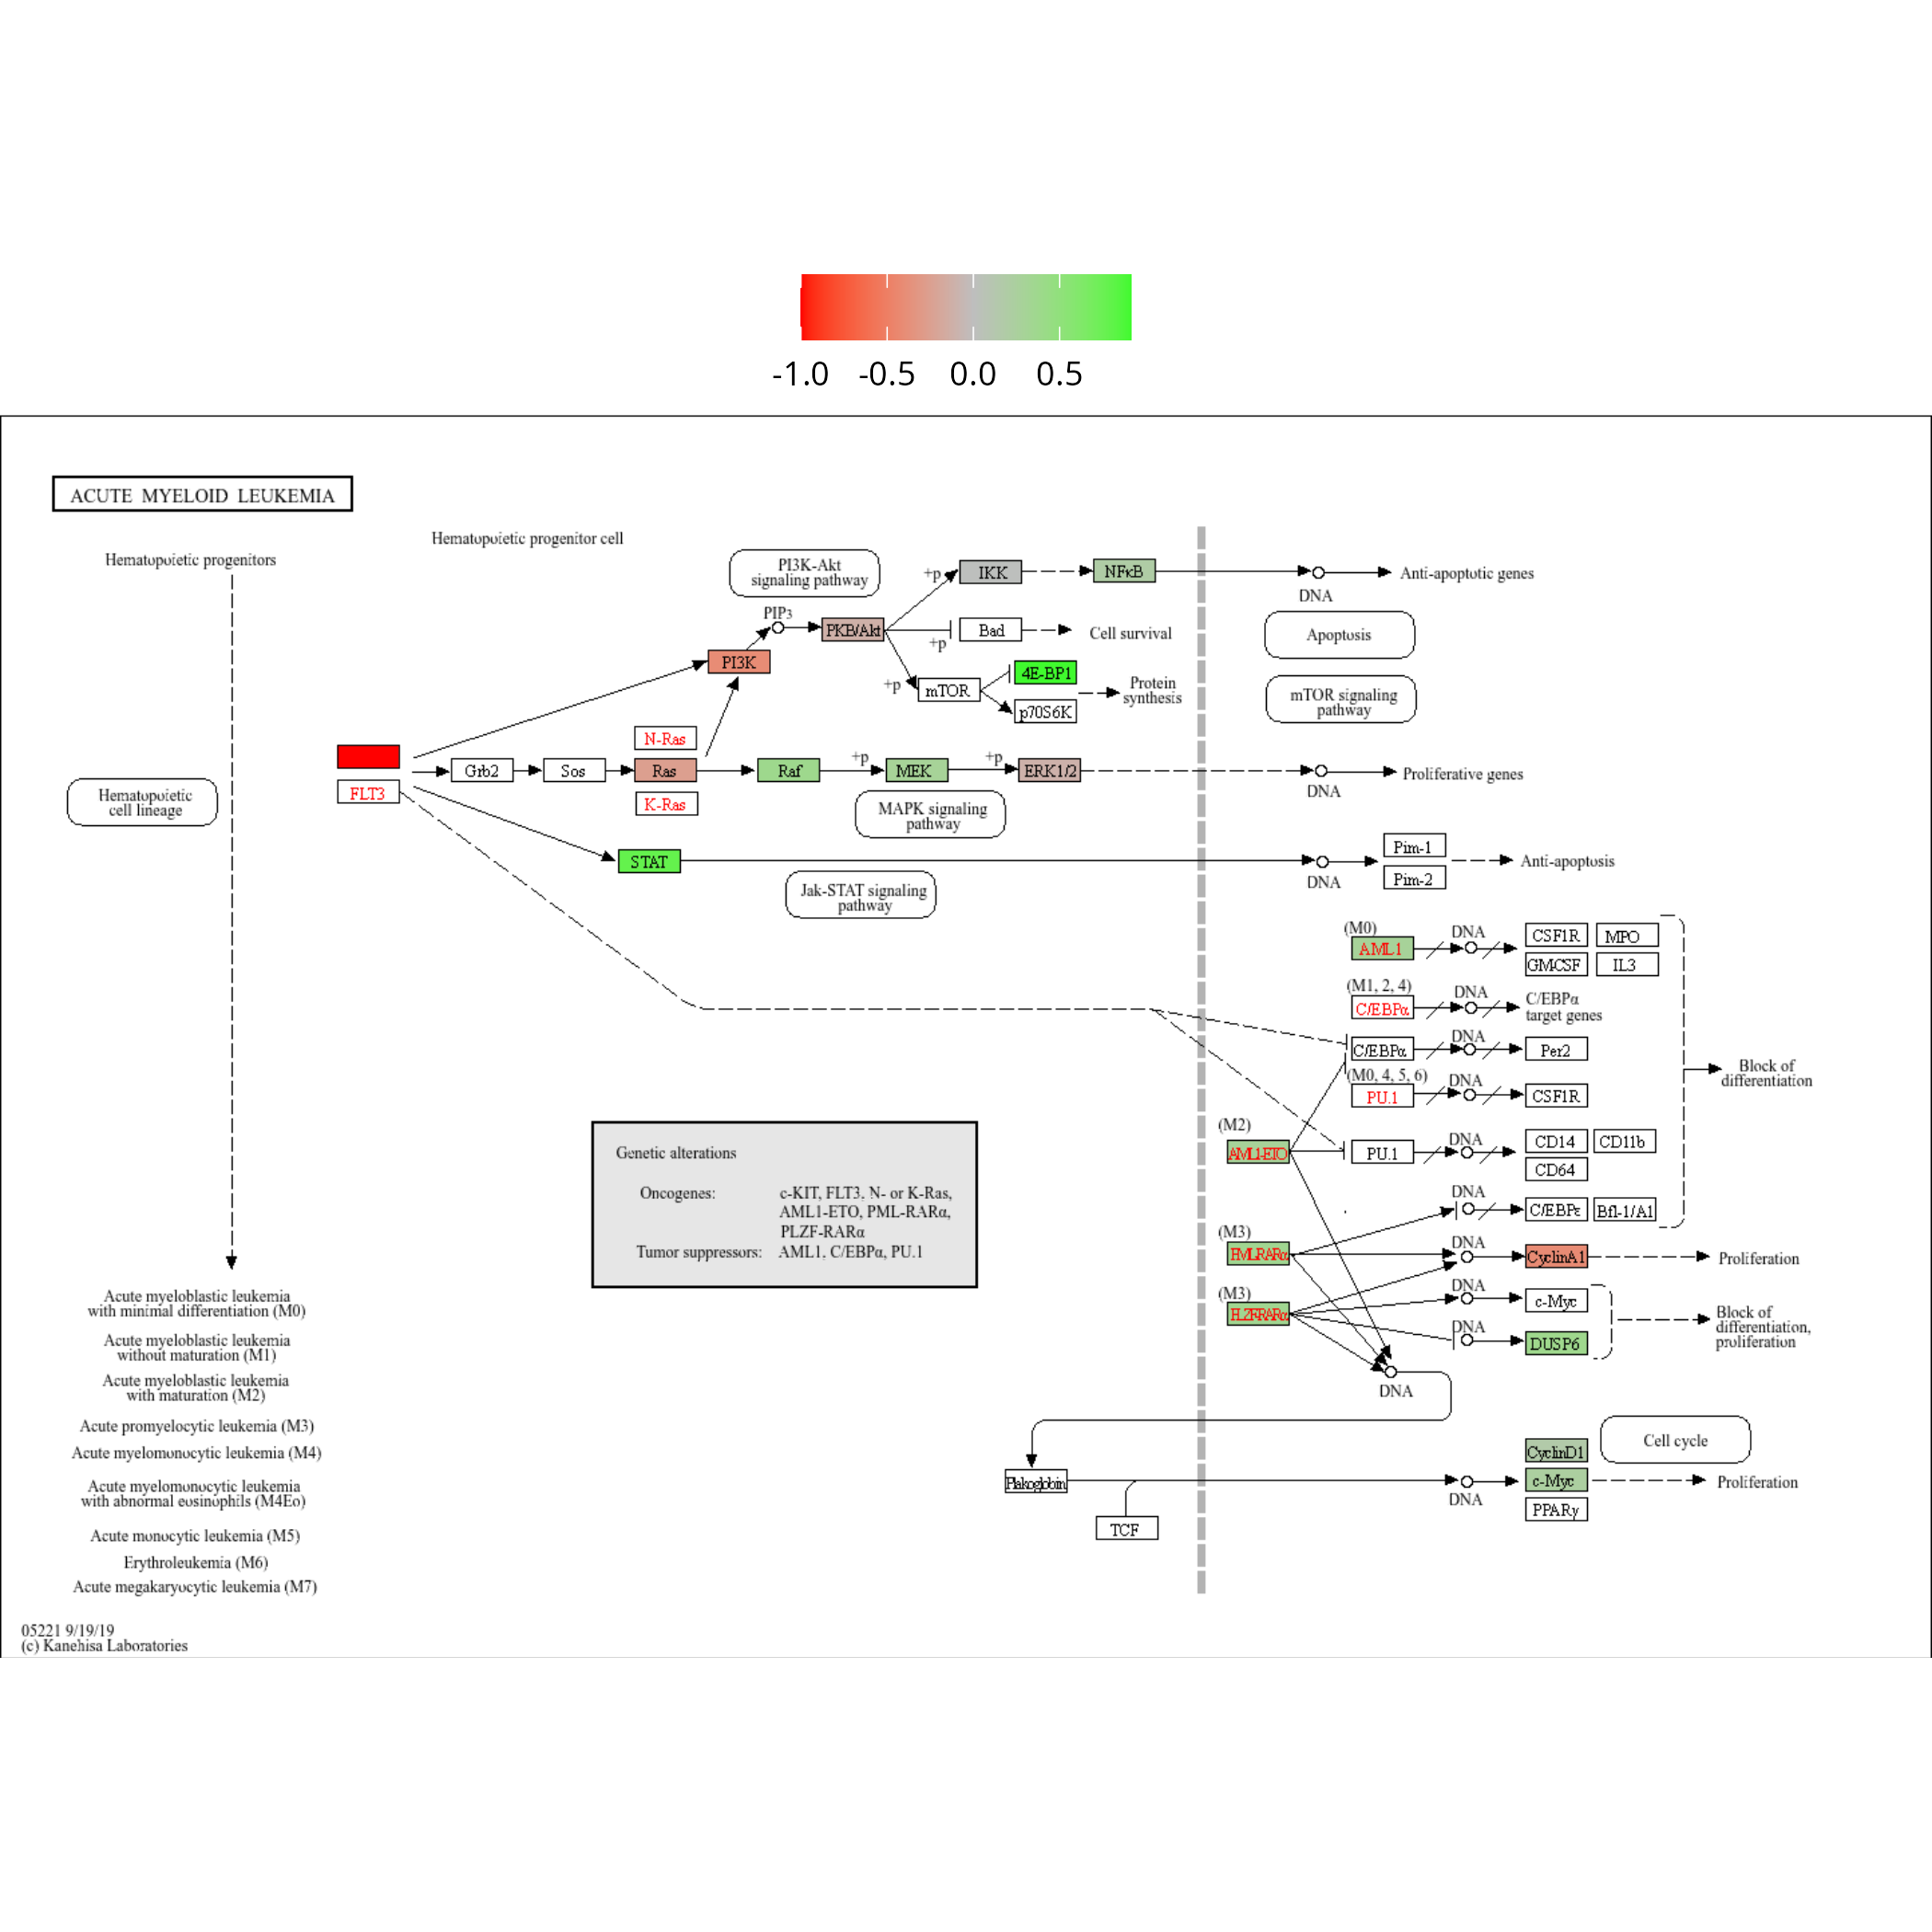 -1.0 -0.5 0.0 0.5
ACUTE MYELOID LEUKEMIA
Hematopoietic progenitor cell
Hematopoietic progenitors
PI3K-Akt
signaling pathway
+p
IKK
NFκB
DNA
Anti-apoptotic genes
PIP3
PKB/Akt
+p
Bad
Cell survival
Apoptosis
PI3K
+p
mTOR
4E-BP1
p70S6K
Protein
synthesis
mTOR signaling
pathway
N-Ras
FLT3
Grb2
Sos
Ras
K-Ras
Raf
+p
MEK
+p
ERK1/2
DNA
Proliferative genes
Hematopoietic
cell lineage
MAPK signaling
pathway
STAT
Jak-STAT signaling
pathway
DNA
Pim-1
Pim-2
Anti-apoptosis
(M0)
AML1
DNA
CSF1R
MPO
GMCSF
IL3
(M1, 2, 4)
C/EBPα
DNA
C/EBPα
target genes
C/EBPα
DNA
Per2
(M0, 4, 5, 6)
PU.1
DNA
CSF1R
Block of
differentiation
(M2)
AML1-ETO
PU.1
DNA
CD14
CD11b
CD64
DNA
C/EBPε
Bfl-1/A1
(M3)
DNA
CyclinA1
Proliferation
(M3)
DNA
c-Myc
DNA
DUSP6
Block of
differentiation,
proliferation
DNA
Genetic alterations
Oncogenes: c-KIT, FLT3, N- or K-Ras,
AML1-ETO, PML-RARα,
PLZF-RARα
Tumor suppressors: AML1, C/EBPα, PU.1
Acute myeloblastic leukemia
with minimal differentiation (M0)
Acute myeloblastic leukemia
without maturation (M1)
Acute myeloblastic leukemia
with maturation (M2)
Acute promyelocytic leukemia (M3)
Acute myelomonocytic leukemia (M4)
Acute myelomonocytic leukemia
with abnormal eosinophils (M4Eo)
Acute monocytic leukemia (M5)
Erythroleukemia (M6)
Acute megakaryocytic leukemia (M7)
Plakoglobin
TCF
DNA
CyclinD1
c-Myc
PPARγ
Cell cycle
Proliferation
05221 9/19/19
(c) Kanehisa Laboratories